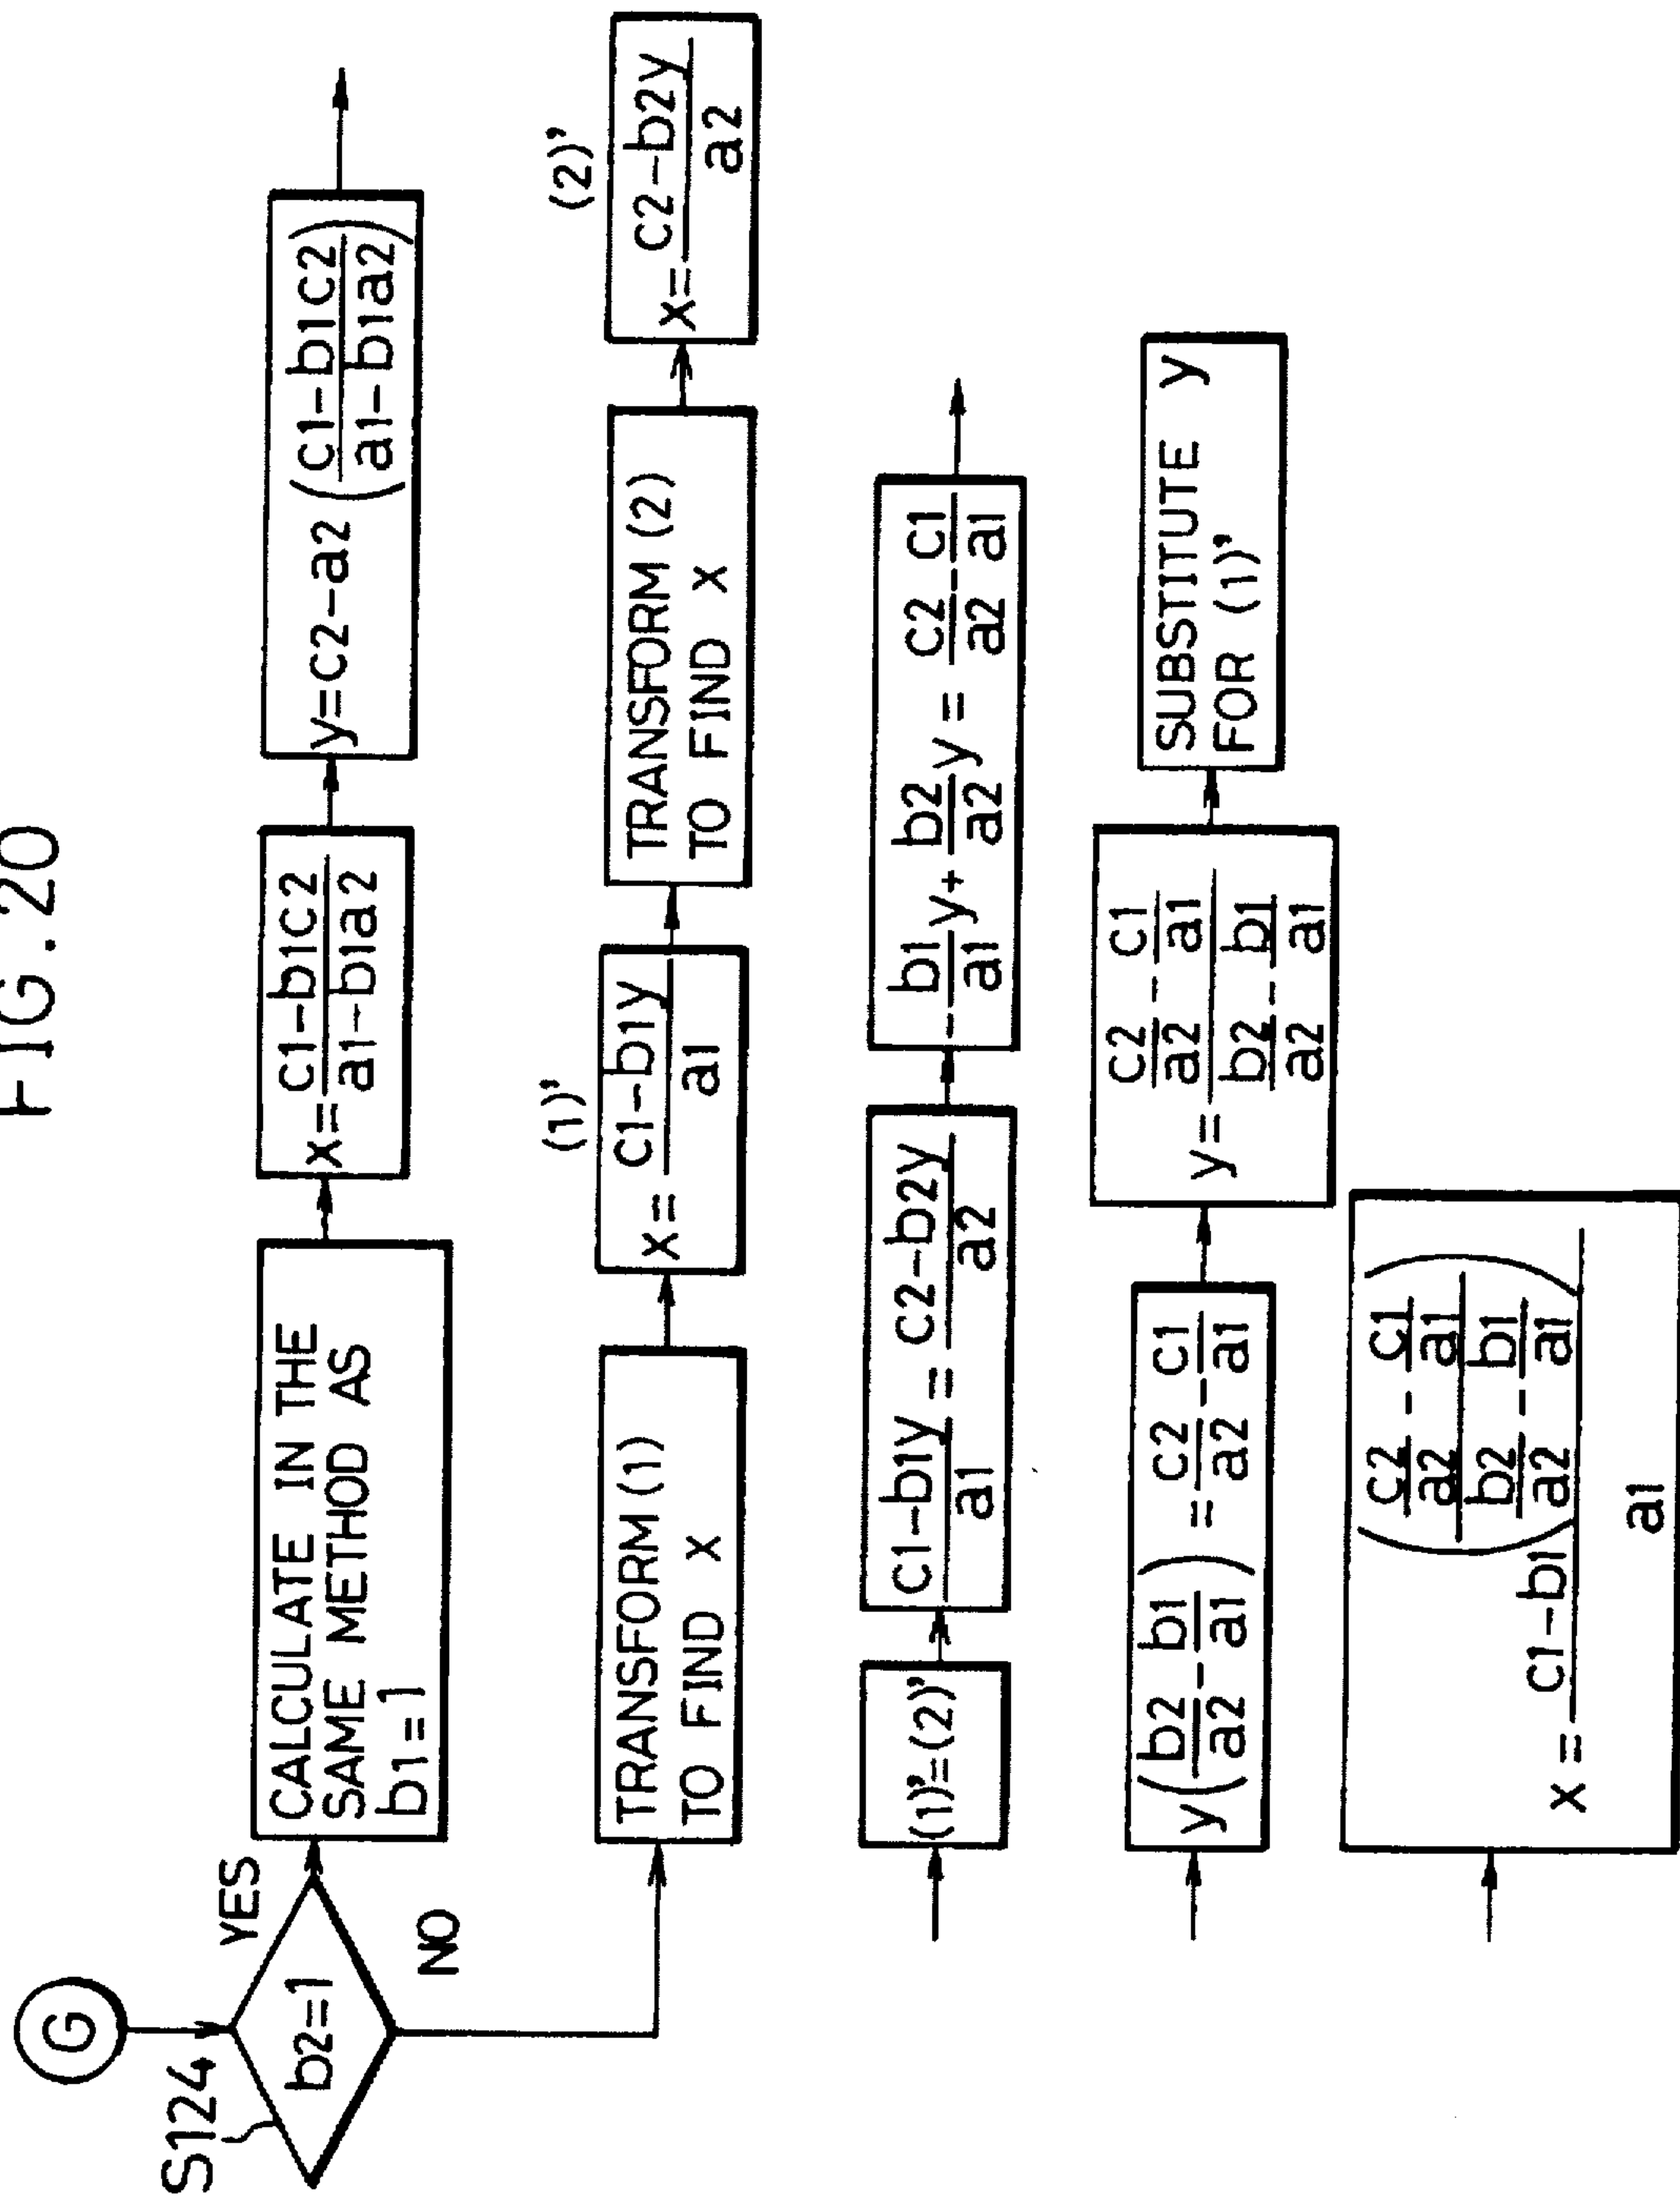 FIG.20
G
S124
b2=1
YES
NO
CALCULATE IN THE
SAME METHOD AS
b1=1
x=(c1-b1c2)/(a1-b1a2)
y=c2-a2((c1-b1c2)/(a1-b1a2))
TRANSFORM (1)
TO FIND x
(1)'
x=(c1-b1y)/a1
TRANSFORM (2)
TO FIND x
(2)'
x=(c2-b2y)/a2
(1)'=(2)'
(c1-b1y)/a1 = (c2-b2y)/a2
-b1/a1 y + b2/a2 y = c2/a2 - c1/a1
y(b2/a2 - b1/a1) = c2/a2 - c1/a1
y=(c2/a2 - c1/a1)/(b2/a2 - b1/a1)
SUBSTITUTE y
FOR (1)'
x=(c1-b1((c2/a2 - c1/a1)/(b2/a2 - b1/a1)))/a1